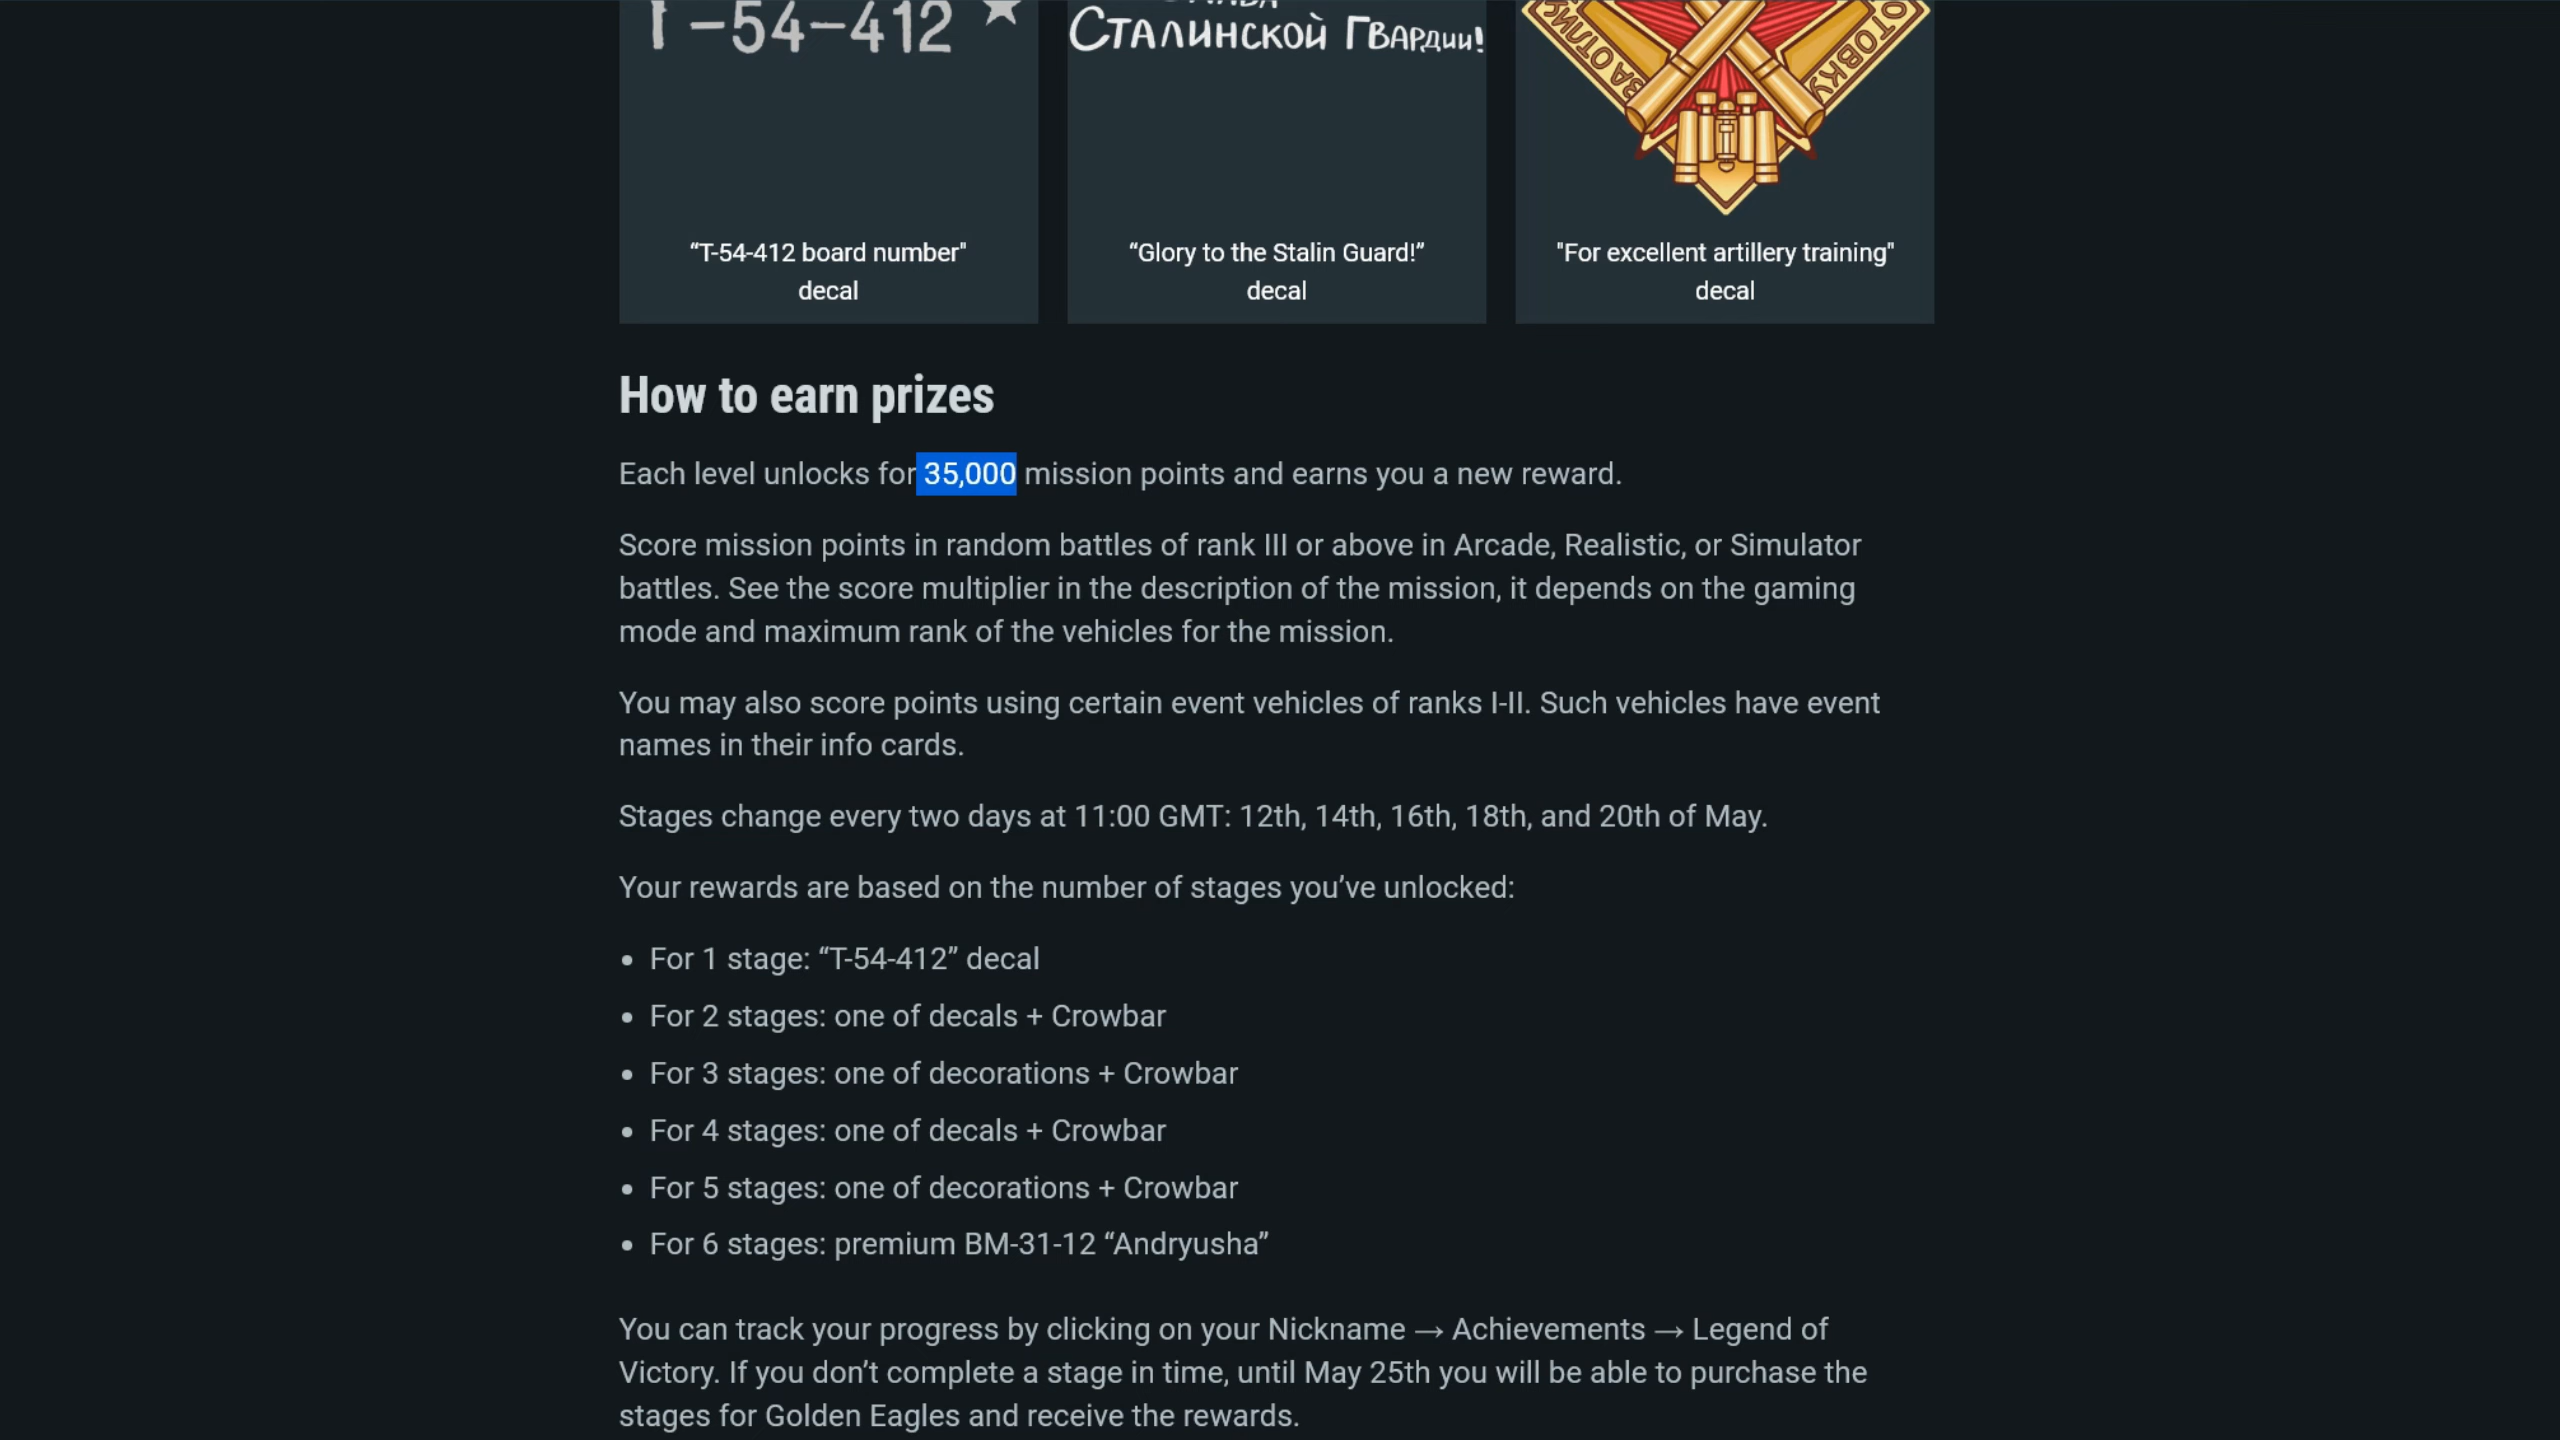 Т-54-412
Сталинской Гвардии!
ЗА ОТЛИЧ
ОТОВКУ
“T-54-412 board number"
decal
“Glory to the Stalin Guard!”
decal
"For excellent artillery training"
decal
How to earn prizes
Each level unlocks for 35,000 mission points and earns you a new reward.
Score mission points in random battles of rank III or above in Arcade, Realistic, or Simulator
battles. See the score multiplier in the description of the mission, it depends on the gaming
mode and maximum rank of the vehicles for the mission.
You may also score points using certain event vehicles of ranks I-II. Such vehicles have event
names in their info cards.
Stages change every two days at 11:00 GMT: 12th, 14th, 16th, 18th, and 20th of May.
Your rewards are based on the number of stages you’ve unlocked:
• For 1 stage: “T-54-412” decal
• For 2 stages: one of decals + Crowbar
• For 3 stages: one of decorations + Crowbar
• For 4 stages: one of decals + Crowbar
• For 5 stages: one of decorations + Crowbar
• For 6 stages: premium BM-31-12 “Andryusha”
You can track your progress by clicking on your Nickname → Achievements → Legend of
Victory. If you don’t complete a stage in time, until May 25th you will be able to purchase the
stages for Golden Eagles and receive the rewards.